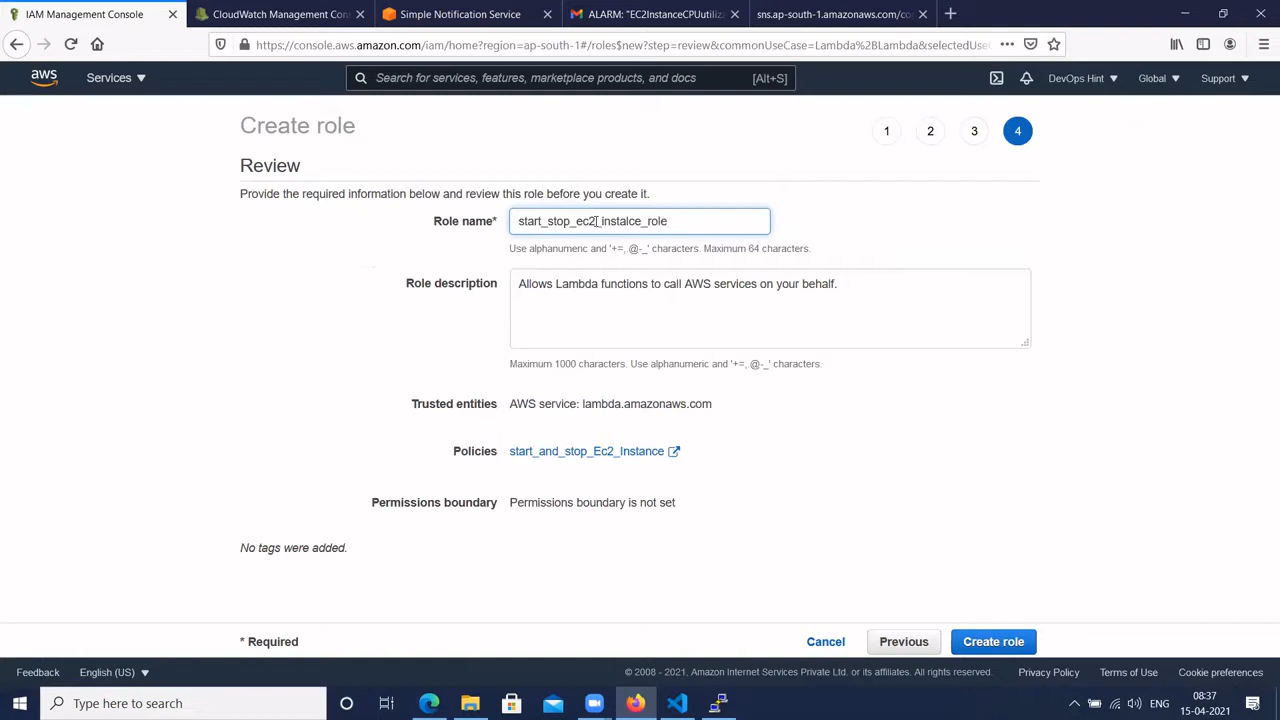 IAM Management Console
CloudWatch Management Con
Simple Notification Service
ALARM: "EC2InstanceCPUutiliza
sns.ap-south-1.amazonaws.com/co
https://console.aws.amazon.com/iam/home?region=ap-south-1#/roles$new?step=review&commonUseCase=Lambda%2BLambda&selectedUseC
aws
Services
Search for services, features, marketplace products, and docs
[Alt+S]
DevOps Hint
Global
Support
Create role
1
2
3
4
Review
Provide the required information below and review this role before you create it.
Role name*
start_stop_ec2_instalce_role
Use alphanumeric and '+=,.@-_' characters. Maximum 64 characters.
Role description
Allows Lambda functions to call AWS services on your behalf.
Maximum 1000 characters. Use alphanumeric and '+=,.@-_' characters.
Trusted entities
AWS service: lambda.amazonaws.com
Policies
start_and_stop_Ec2_Instance
Permissions boundary
Permissions boundary is not set
No tags were added.
* Required
Cancel
Previous
Create role
Feedback
English (US)
© 2008 - 2021, Amazon Internet Services Private Ltd. or its affiliates. All rights reserved.
Privacy Policy
Terms of Use
Cookie preferences
Type here to search
ENG
08:37
15-04-2021